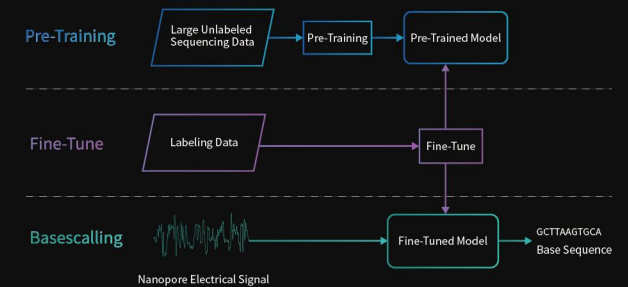 Pre-Training
Large Unlabeled
Sequencing Data
Pre-Training
Pre-Trained Model
Fine-Tune
Labeling Data
Fine-Tune
Basescalling
Fine-Tuned Model
GCTTAAGTGCA
Base Sequence
Nanopore Electrical Signal